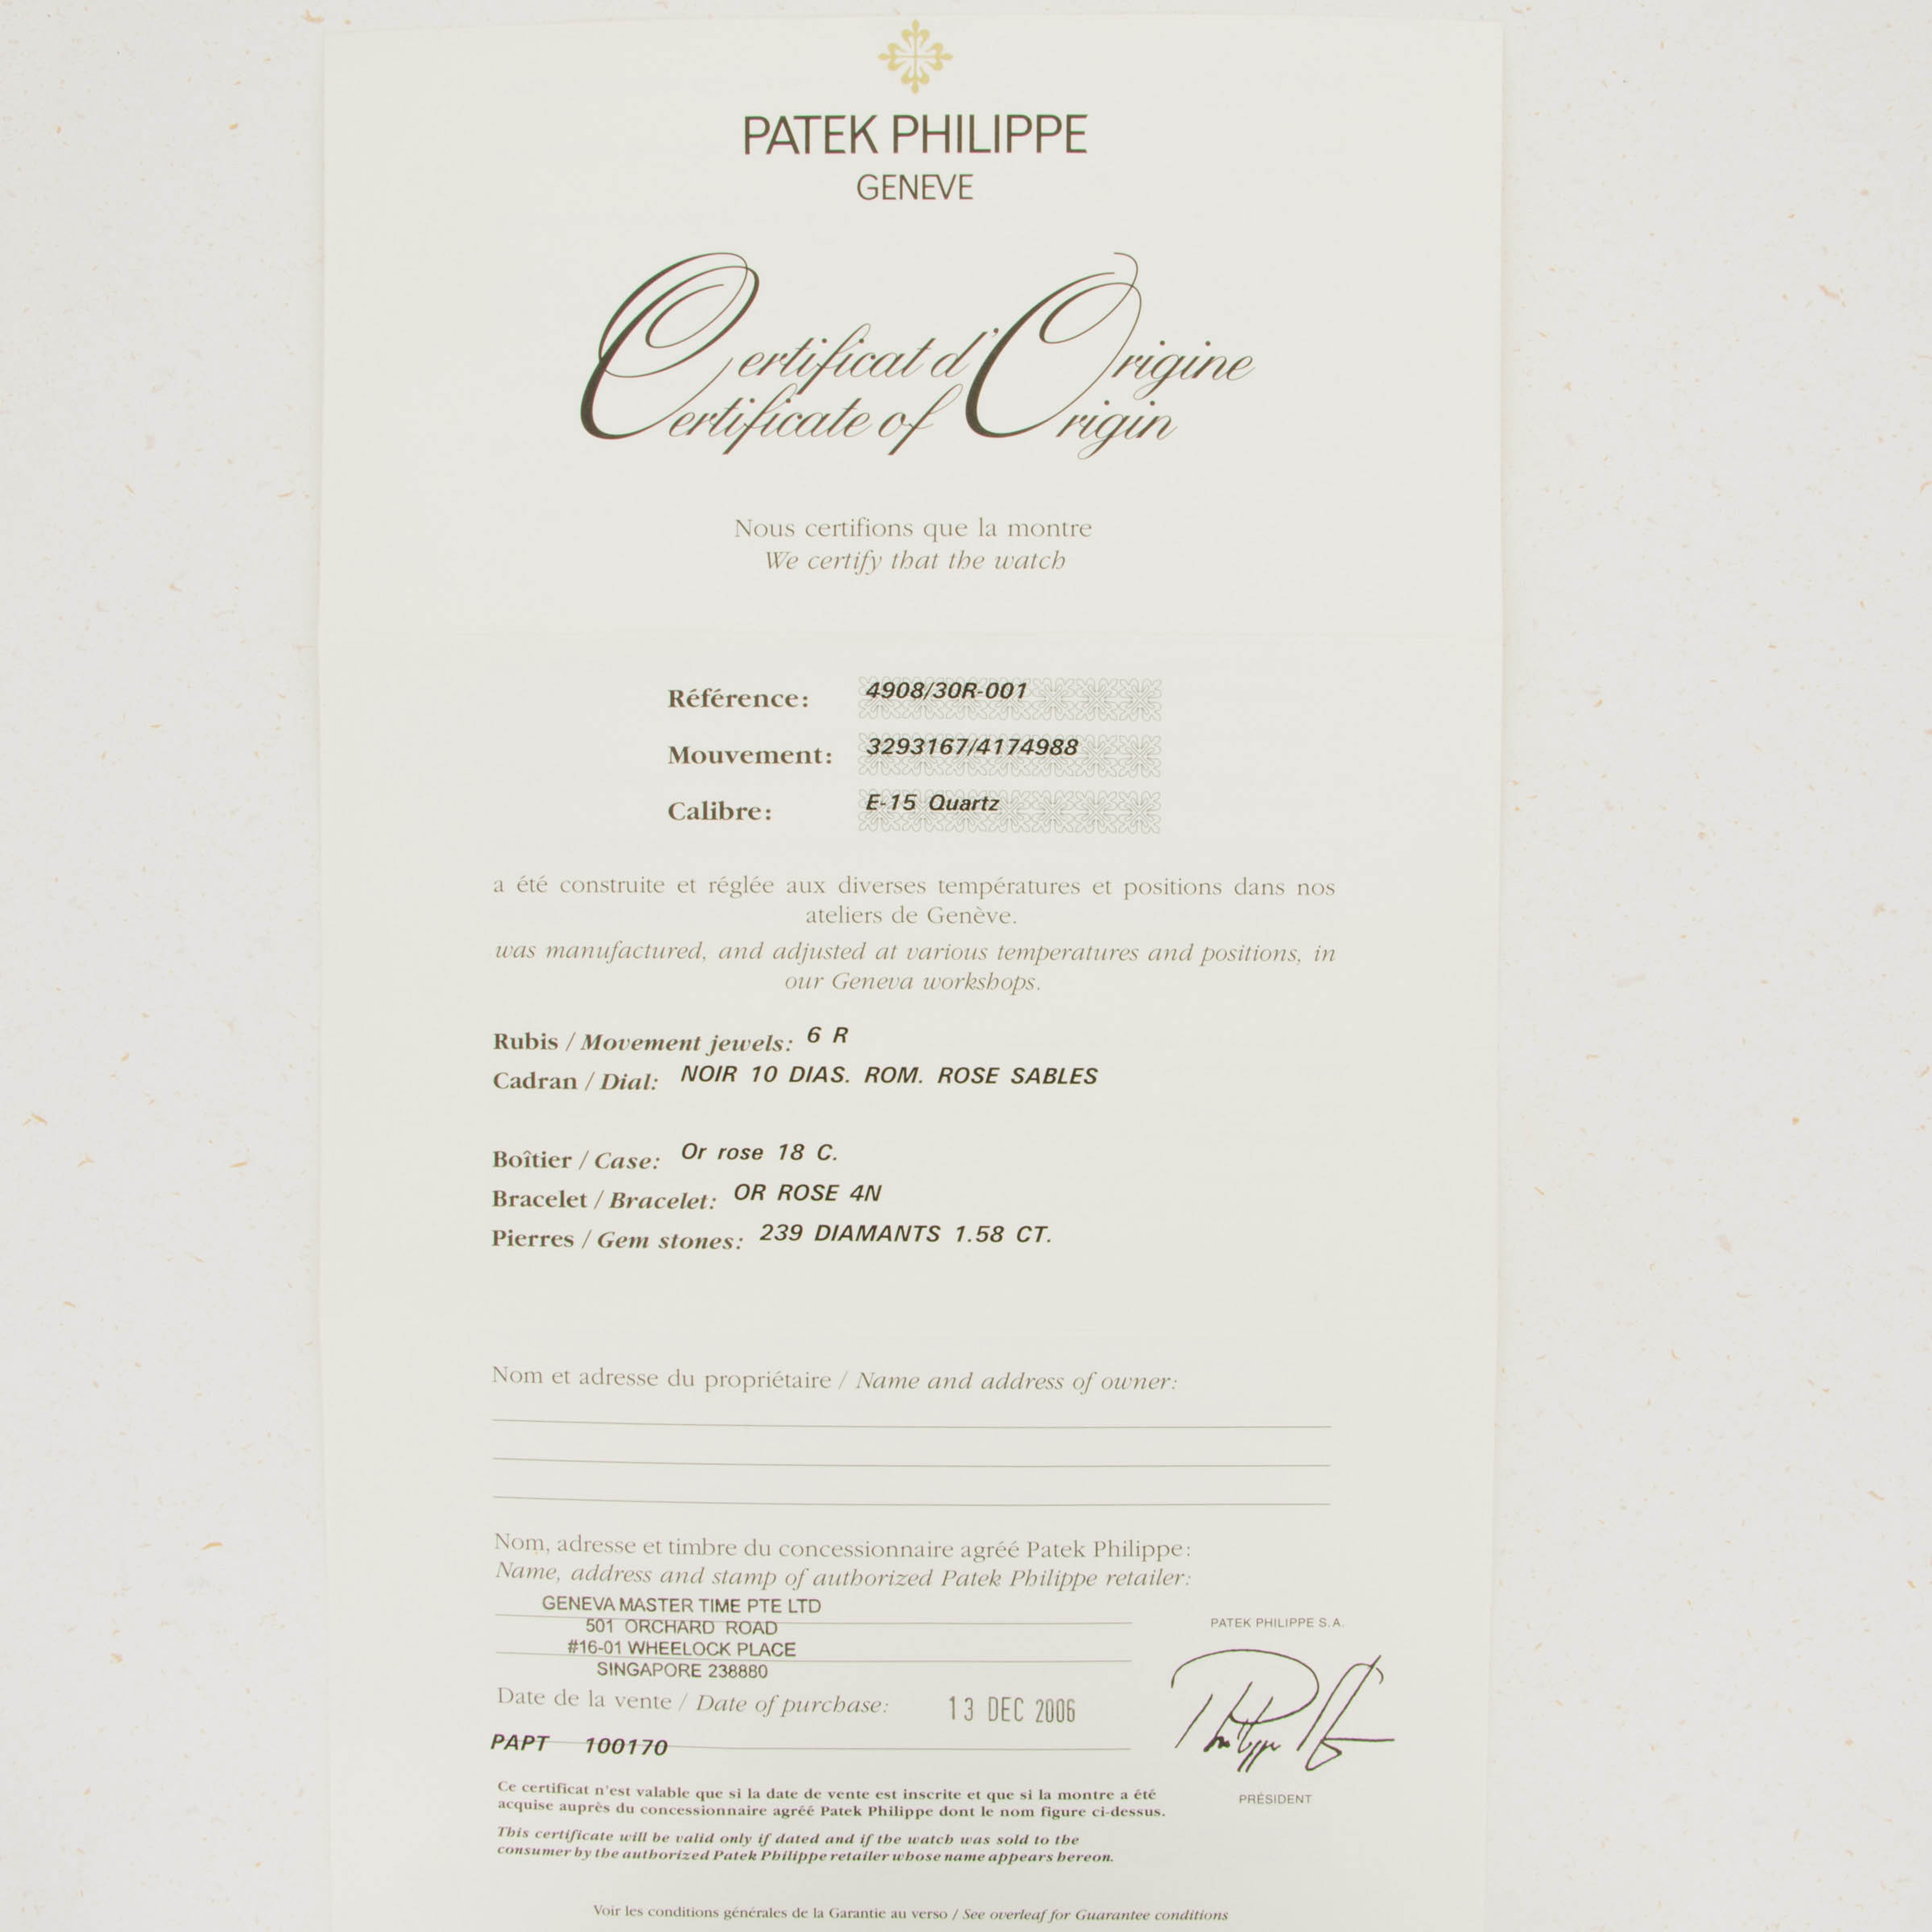 PATEK PHILIPPE
GENEVE
Certificat d'Origine
Certificate of Origin
Nous certifions que la montre
We certify that the watch
Référence: 4908/30R-001
Mouvement: 3293167/4174988
Calibre: E-15 Quartz
a été construite et réglée aux diverses températures et positions dans nos
ateliers de Genève.
was manufactured, and adjusted at various temperatures and positions, in
our Geneva workshops.
Rubis / Movement jewels: 6 R
Cadran / Dial: NOIR 10 DIAS. ROM. ROSE SABLES
Boîtier / Case: Or rose 18 C.
Bracelet / Bracelet: OR ROSE 4N
Pierres / Gem stones: 239 DIAMANTS 1.58 CT.
Nom et adresse du propriétaire / Name and address of owner:
Nom, adresse et timbre du concessionnaire agréé Patek Philippe:
Name, address and stamp of authorized Patek Philippe retailer:
GENEVA MASTER TIME PTE LTD
501 ORCHARD ROAD
#16-01 WHEELOCK PLACE
SINGAPORE 238880
Date de la vente / Date of purchase: 13 DEC 2006
PAPT 100170
PATEK PHILIPPE S.A.
PRÉSIDENT
Ce certificat n'est valable que si la date de vente est inscrite et que si la montre a été
acquise auprès du concessionnaire agréé Patek Philippe dont le nom figure ci-dessus.
This certificate will be valid only if dated and if the watch was sold to the
consumer by the authorized Patek Philippe retailer whose name appears hereon.
Voir les conditions générales de la Garantie au verso / See overleaf for Guarantee conditions